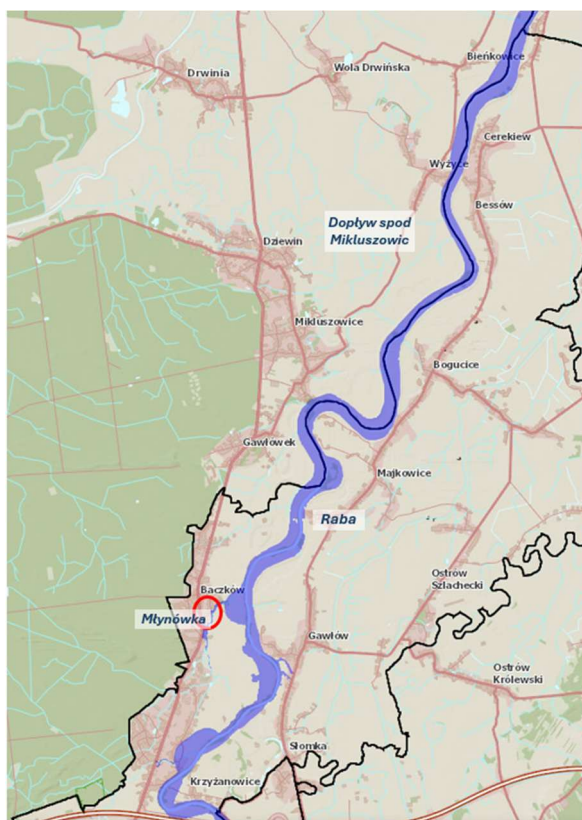 Bieńkowice
Wola Drwińska
Drwinia
Cerekiew
Wyżyce
Bessów
Dopływ spod
Mikluszowic
Dziewin
Mikluszowice
Bogucice
Gawłówek
Majkowice
Raba
Ostrów
Szlachecki
Baczków
Młynówka
Gawłów
Ostrów
Królewski
Słomka
Krzyżanowice